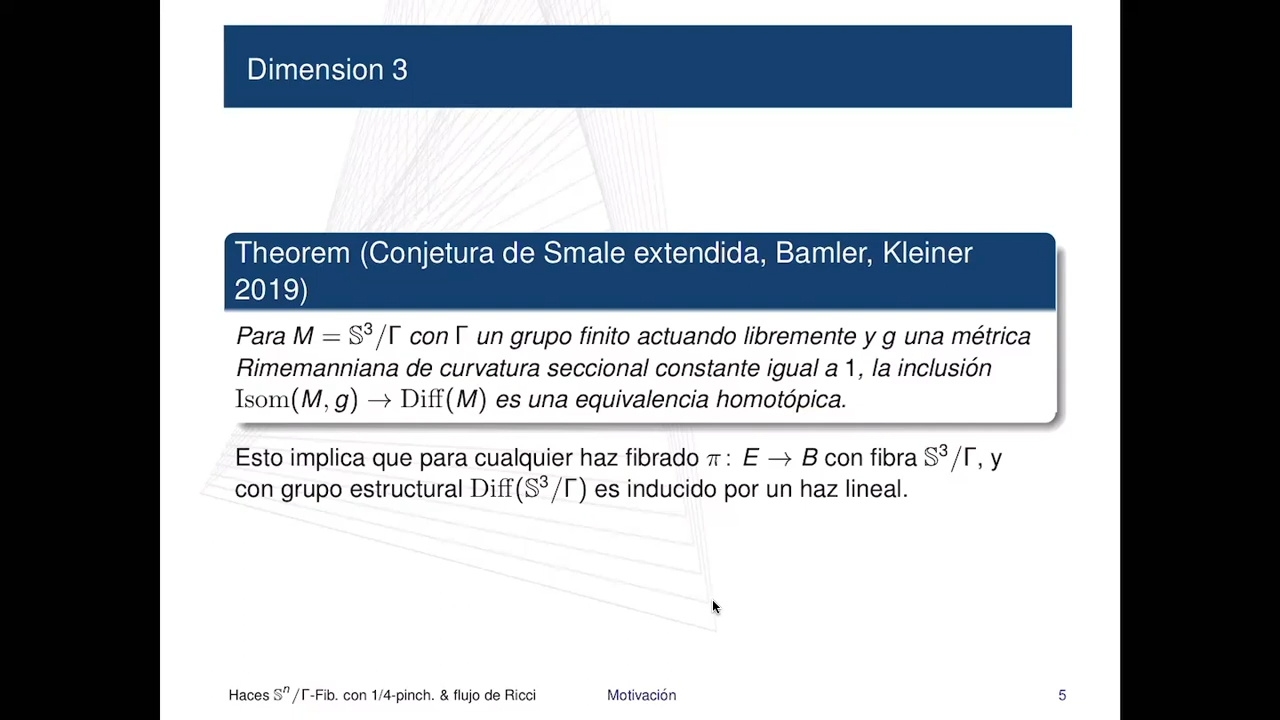 Dimension 3
Theorem (Conjetura de Smale extendida, Bamler, Kleiner
2019)
Para M = 𝕊³/Γ con Γ un grupo finito actuando libremente y g una métrica
Rimemanniana de curvatura seccional constante igual a 1, la inclusión
Isom(M, g) → Diff(M) es una equivalencia homotópica.
Esto implica que para cualquier haz fibrado π: E → B con fibra 𝕊³/Γ, y
con grupo estructural Diff(𝕊³/Γ) es inducido por un haz lineal.
Haces 𝕊ⁿ/Γ-Fib. con 1/4-pinch. & flujo de Ricci
Motivación
5